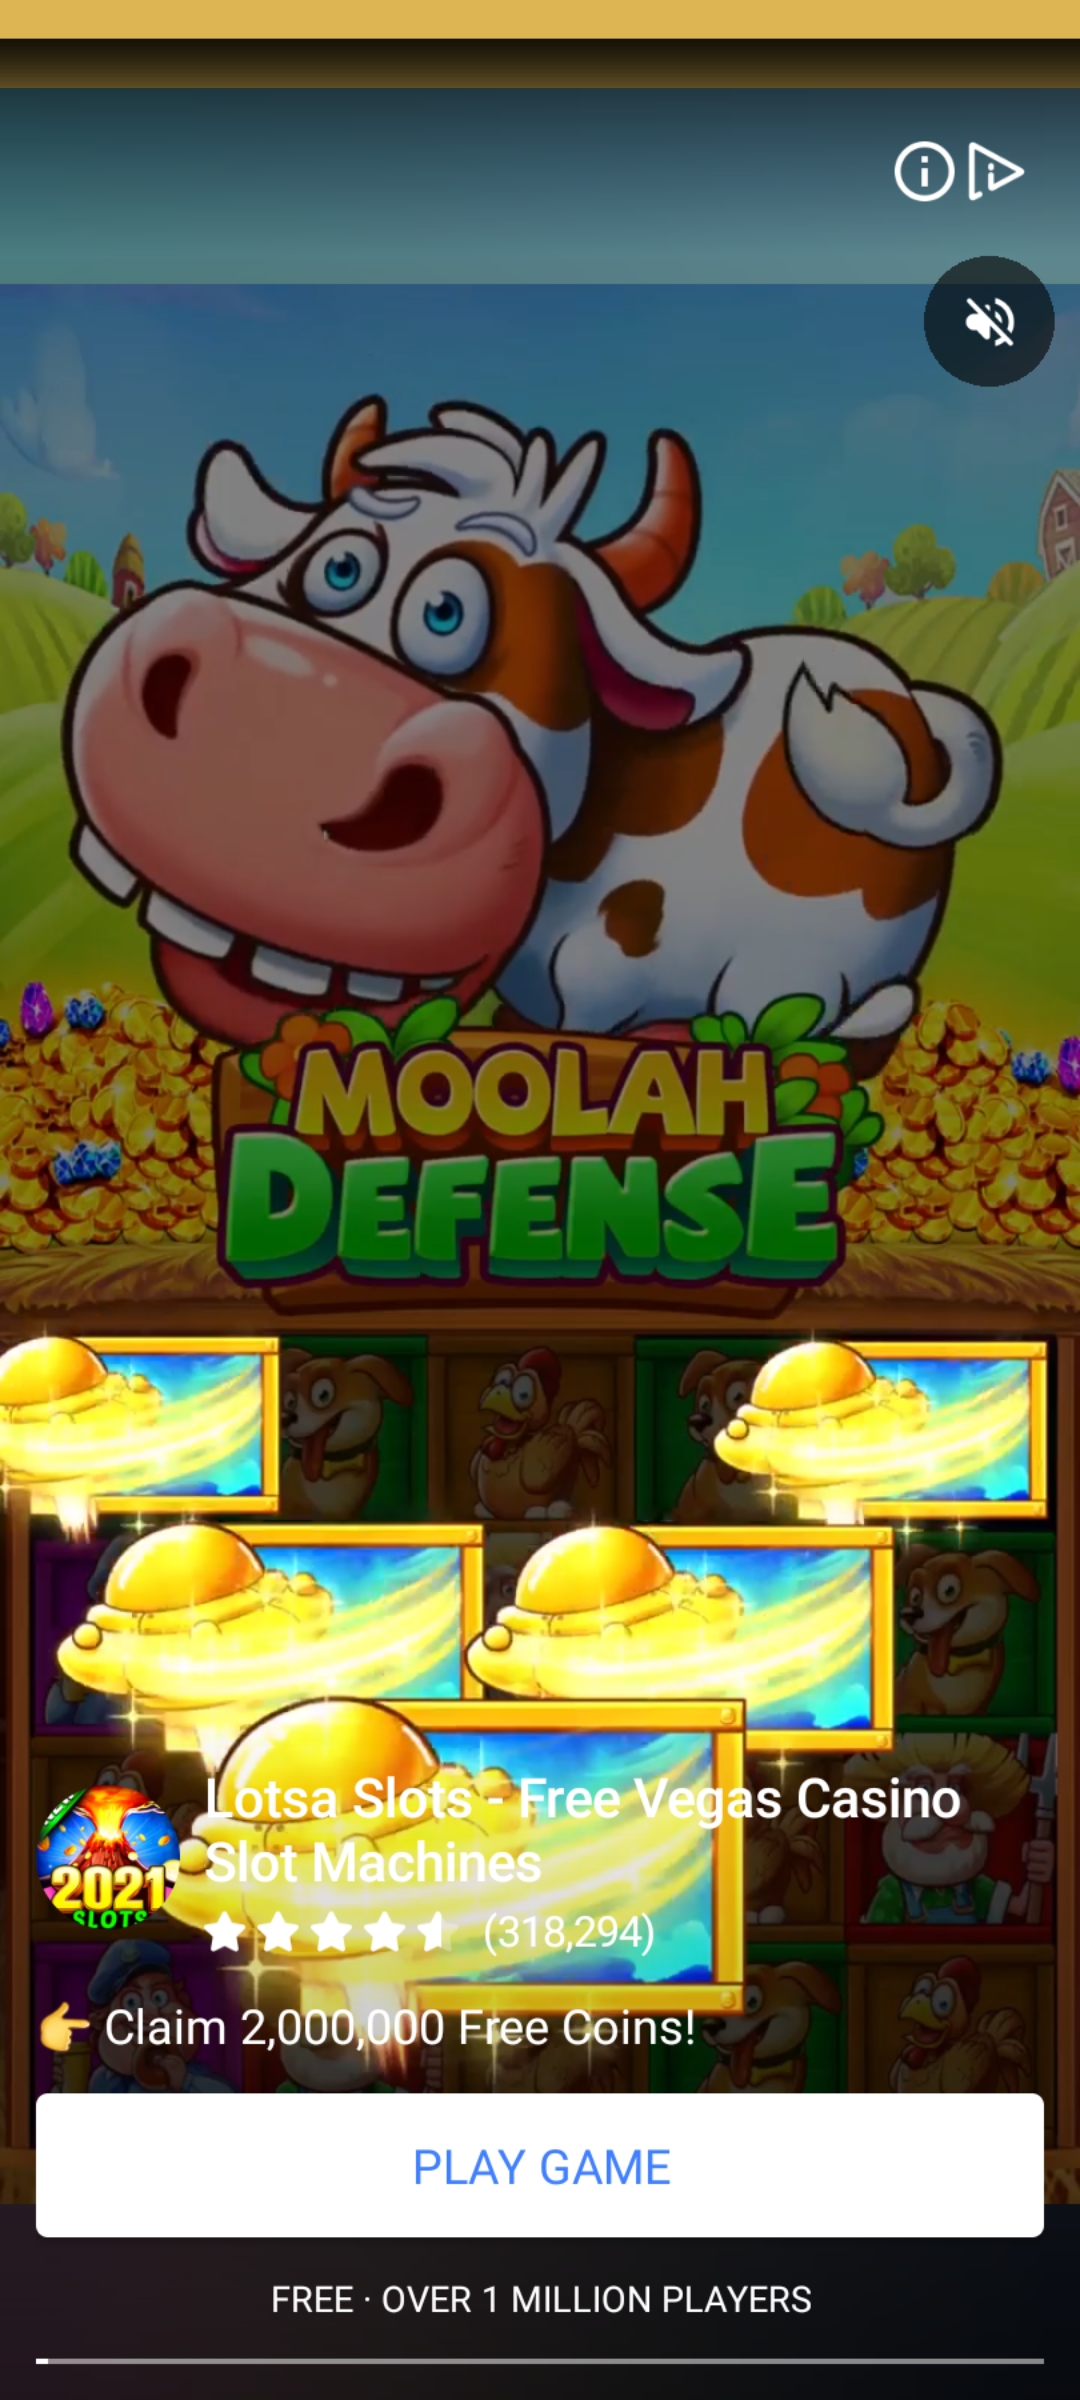 MOOLAH
DEFENSE
Lotsa Slots - Free Vegas Casino
Slot Machines
2021
SLOTS
(318,294)
👉 Claim 2,000,000 Free Coins!
PLAY GAME
FREE · OVER 1 MILLION PLAYERS